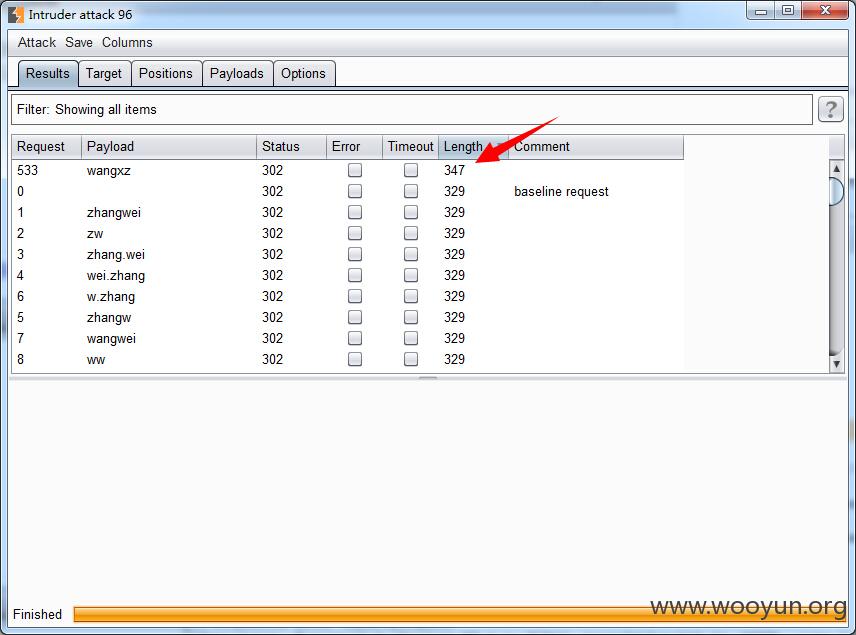 Intruder attack 96
Attack Save Columns
Results Target Positions Payloads Options
Filter: Showing all items ?
Request Payload Status Error Timeout Length Comment
533 wangxz 302 347
0 302 329 baseline request
1 zhangwei 302 329
2 zw 302 329
3 zhang.wei 302 329
4 wei.zhang 302 329
6 w.zhang 302 329
5 zhangw 302 329
7 wangwei 302 329
8 ww 302 329
Finished
www.wooyun.org